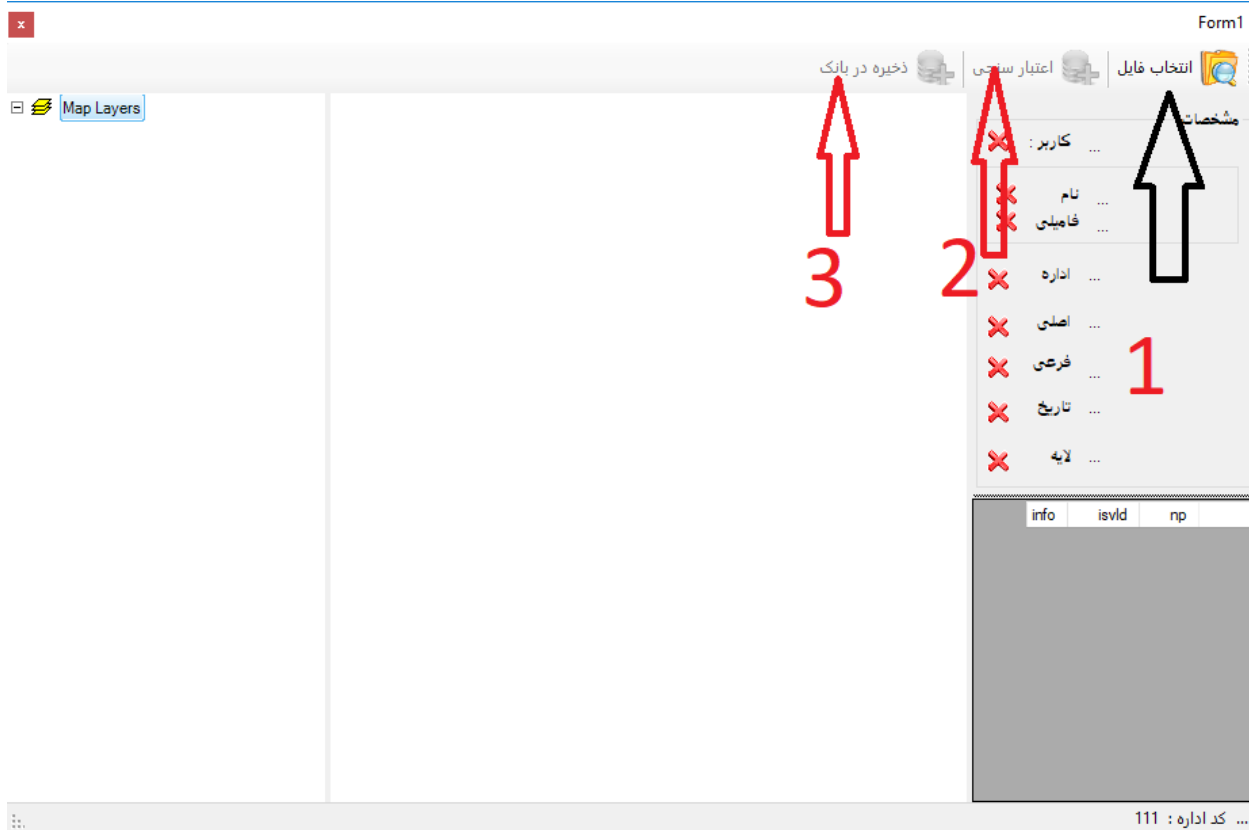 Form1
x
انتخاب فایل
اعتبار سنجی
ذخیره در بانک
Map Layers
مشخصات
کاربر : ...
نام ...
فامیلی ...
اداره ...
اصلی ...
فرعی ...
تاریخ ...
لایه ...
1
2
3
info isvld np
... کد اداره : 111